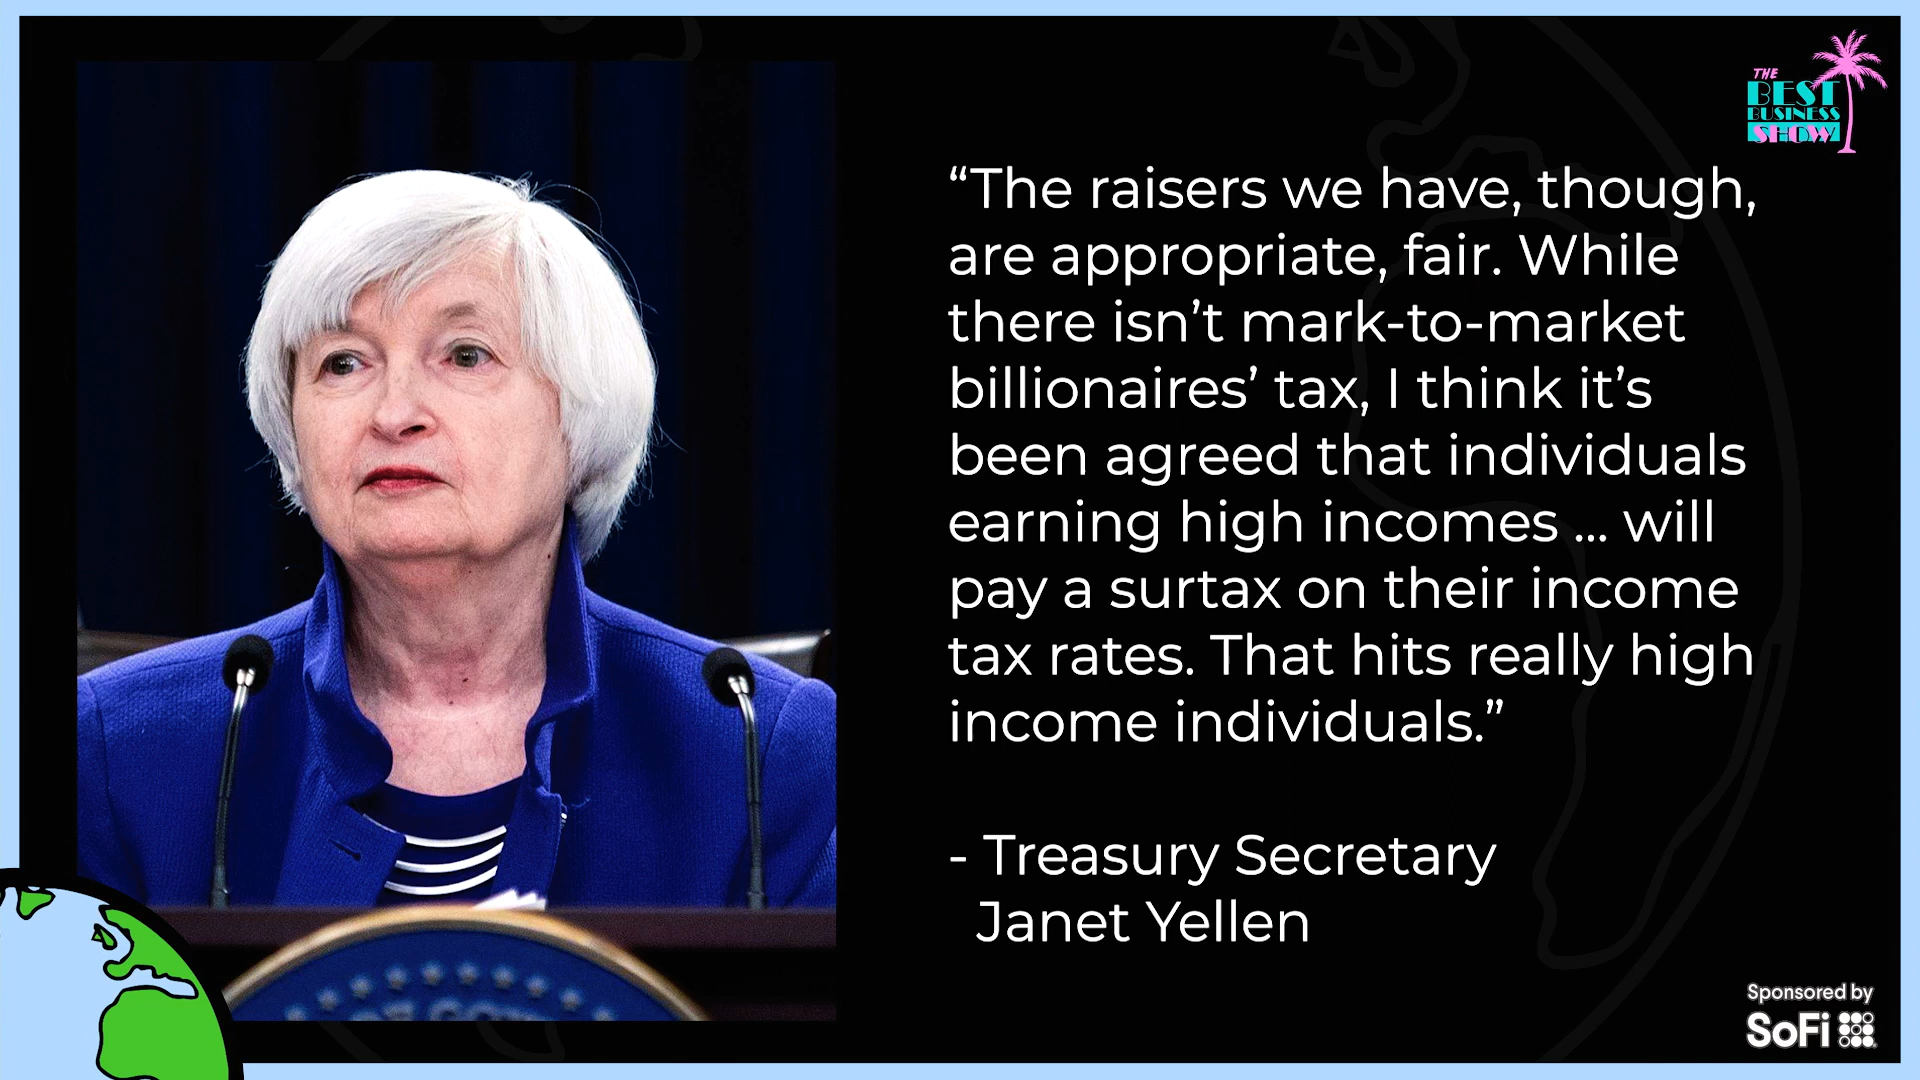 THE
BEST
BUSINESS
SHOW
“The raisers we have, though,
are appropriate, fair. While
there isn’t mark-to-market
billionaires’ tax, I think it’s
been agreed that individuals
earning high incomes ... will
pay a surtax on their income
tax rates. That hits really high
income individuals.”
- Treasury Secretary
Janet Yellen
Sponsored by
SoFi